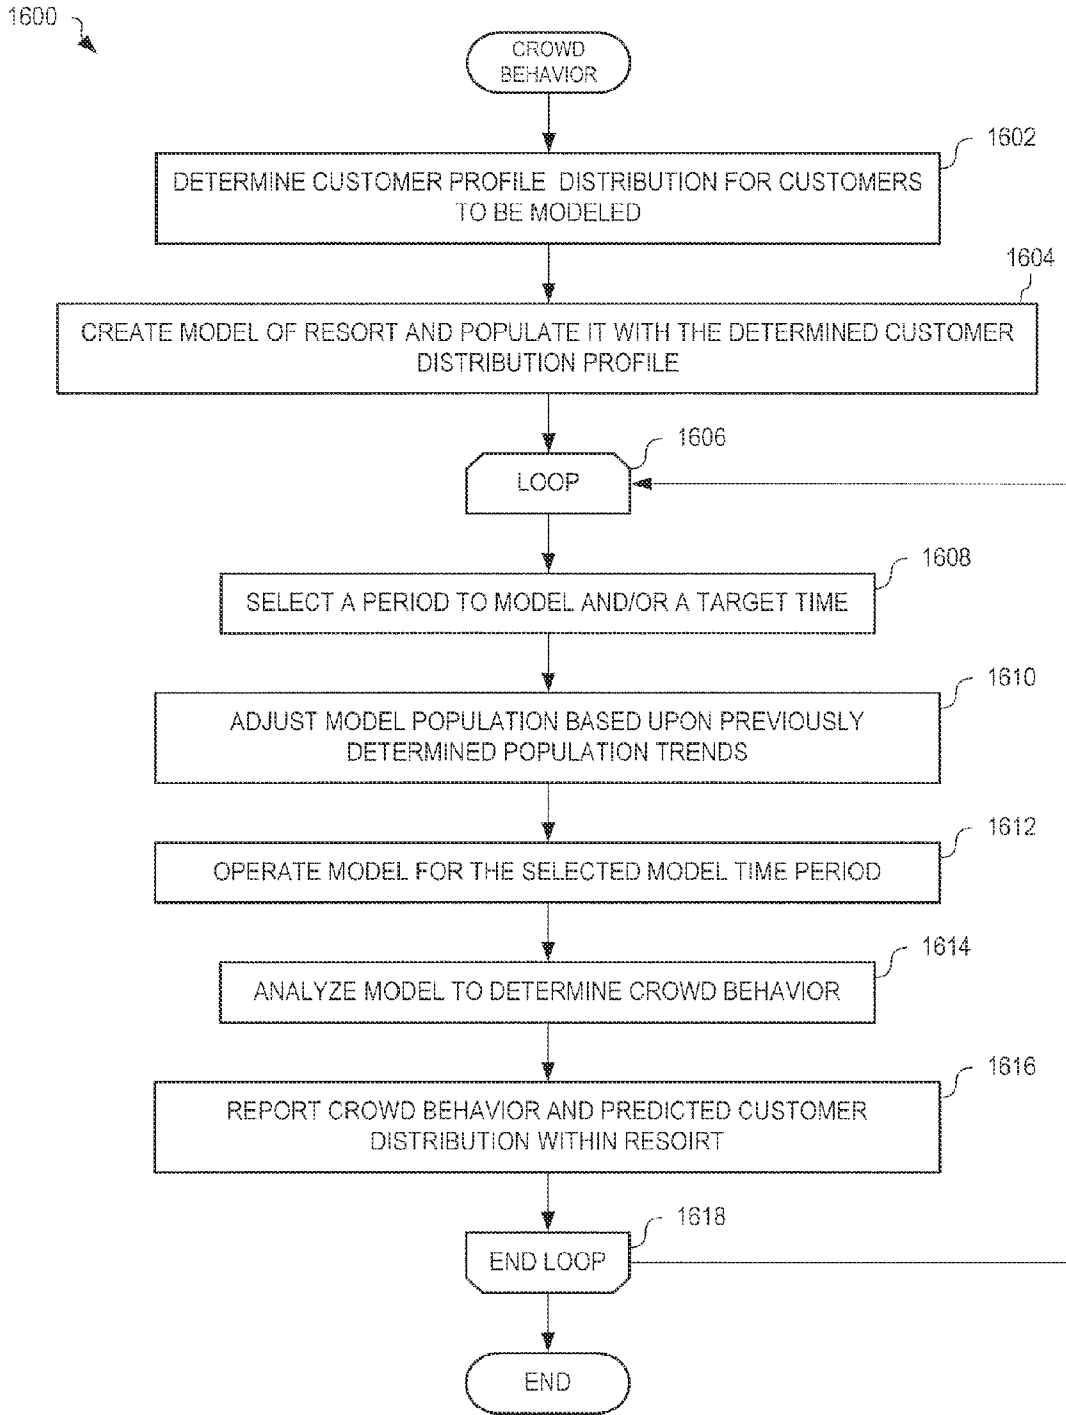 1600
CROWD
BEHAVIOR
1602
DETERMINE CUSTOMER PROFILE DISTRIBUTION FOR CUSTOMERS
TO BE MODELED
1604
CREATE MODEL OF RESORT AND POPULATE IT WITH THE DETERMINED CUSTOMER
DISTRIBUTION PROFILE
1606
LOOP
1608
SELECT A PERIOD TO MODEL AND/OR A TARGET TIME
1610
ADJUST MODEL POPULATION BASED UPON PREVIOUSLY
DETERMINED POPULATION TRENDS
1612
OPERATE MODEL FOR THE SELECTED MODEL TIME PERIOD
1614
ANALYZE MODEL TO DETERMINE CROWD BEHAVIOR
1616
REPORT CROWD BEHAVIOR AND PREDICTED CUSTOMER
DISTRIBUTION WITHIN RESOIRT
1618
END LOOP
END